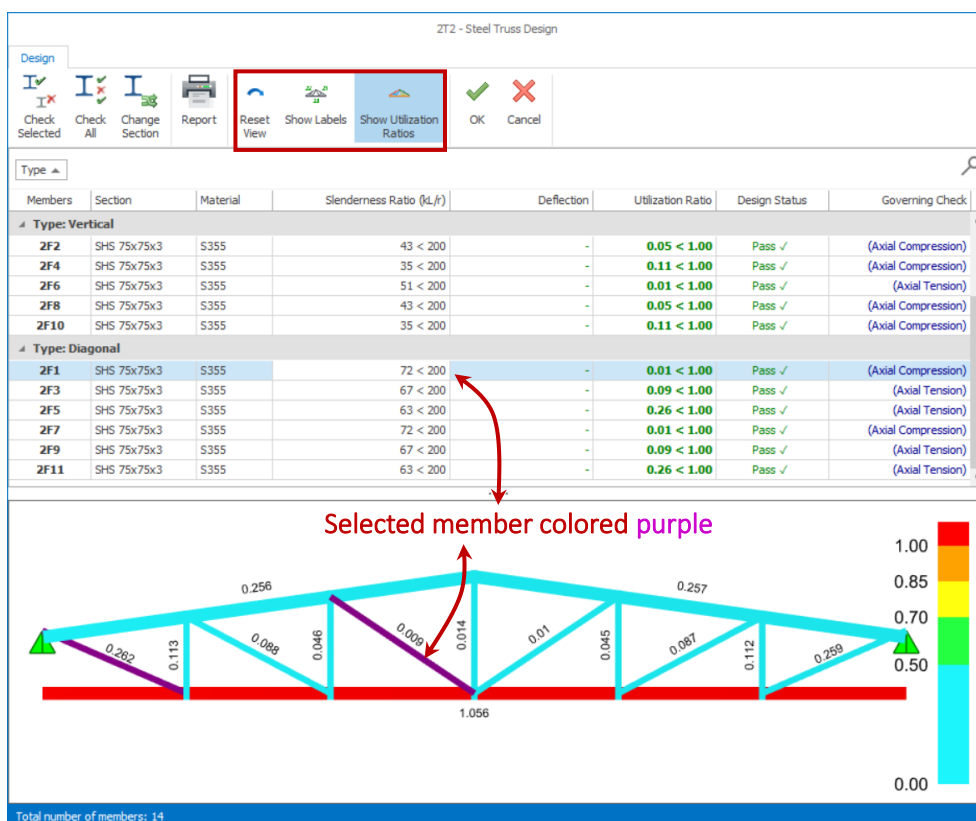 2T2 - Steel Truss Design
Design
Check Selected Check All Change Section Report Reset View Show Labels Show Utilization Ratios OK Cancel
Type
Members Section Material Slenderness Ratio (kL/r) Deflection Utilization Ratio Design Status Governing Check
Type: Vertical
2F2 SHS 75x75x3 S355 43 < 200 - 0.05 < 1.00 Pass ✓ (Axial Compression)
2F4 SHS 75x75x3 S355 35 < 200 - 0.11 < 1.00 Pass ✓ (Axial Compression)
2F6 SHS 75x75x3 S355 51 < 200 - 0.01 < 1.00 Pass ✓ (Axial Tension)
2F8 SHS 75x75x3 S355 43 < 200 - 0.05 < 1.00 Pass ✓ (Axial Compression)
2F10 SHS 75x75x3 S355 35 < 200 - 0.11 < 1.00 Pass ✓ (Axial Compression)
Type: Diagonal
2F1 SHS 75x75x3 S355 72 < 200 - 0.01 < 1.00 Pass ✓ (Axial Compression)
2F3 SHS 75x75x3 S355 67 < 200 - 0.09 < 1.00 Pass ✓ (Axial Tension)
2F5 SHS 75x75x3 S355 63 < 200 - 0.26 < 1.00 Pass ✓ (Axial Tension)
2F7 SHS 75x75x3 S355 72 < 200 - 0.01 < 1.00 Pass ✓ (Axial Compression)
2F9 SHS 75x75x3 S355 67 < 200 - 0.09 < 1.00 Pass ✓ (Axial Tension)
2F11 SHS 75x75x3 S355 63 < 200 - 0.26 < 1.00 Pass ✓ (Axial Tension)
Selected member colored purple
1.00
0.85
0.70
0.50
0.00
0.256 0.257
0.262 0.113 0.088 0.046 0.009 0.014 0.01 0.045 0.087 0.112 0.259
1.056
Total number of members: 14